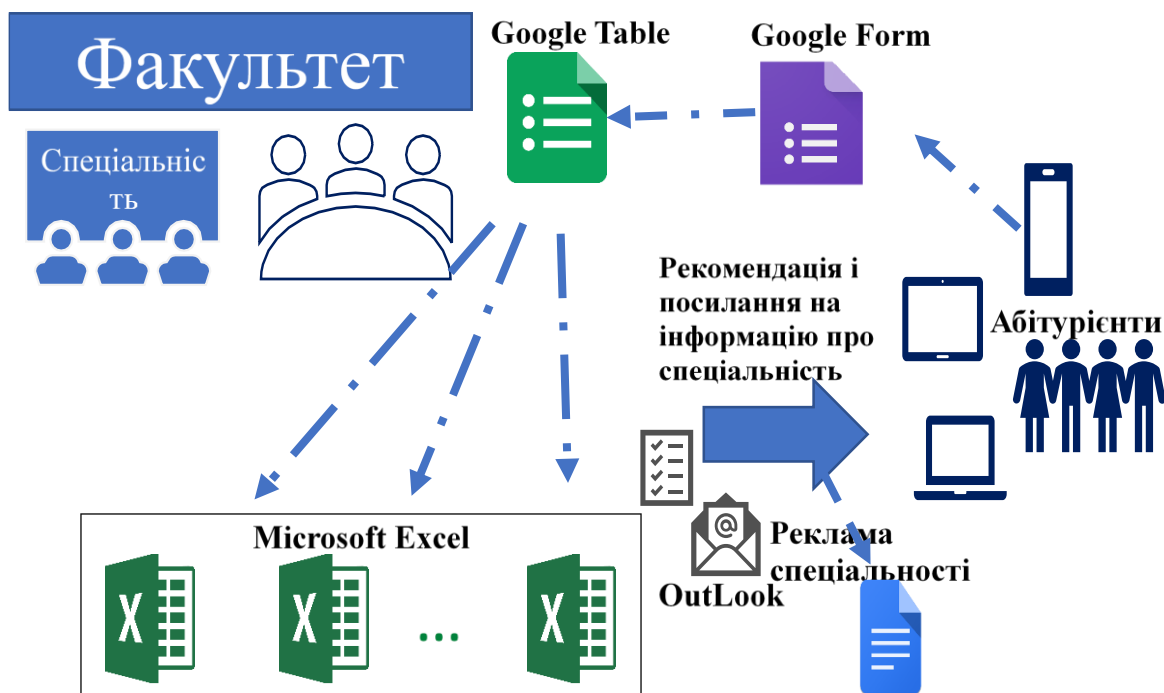 Факультет
Google Table
Google Form
Спеціальніс
ть
Рекомендація і
посилання на
інформацію про
спеціальність
Абітурієнти
Microsoft Excel
X
X
...
X
@
OutLook
Реклама
спеціальності